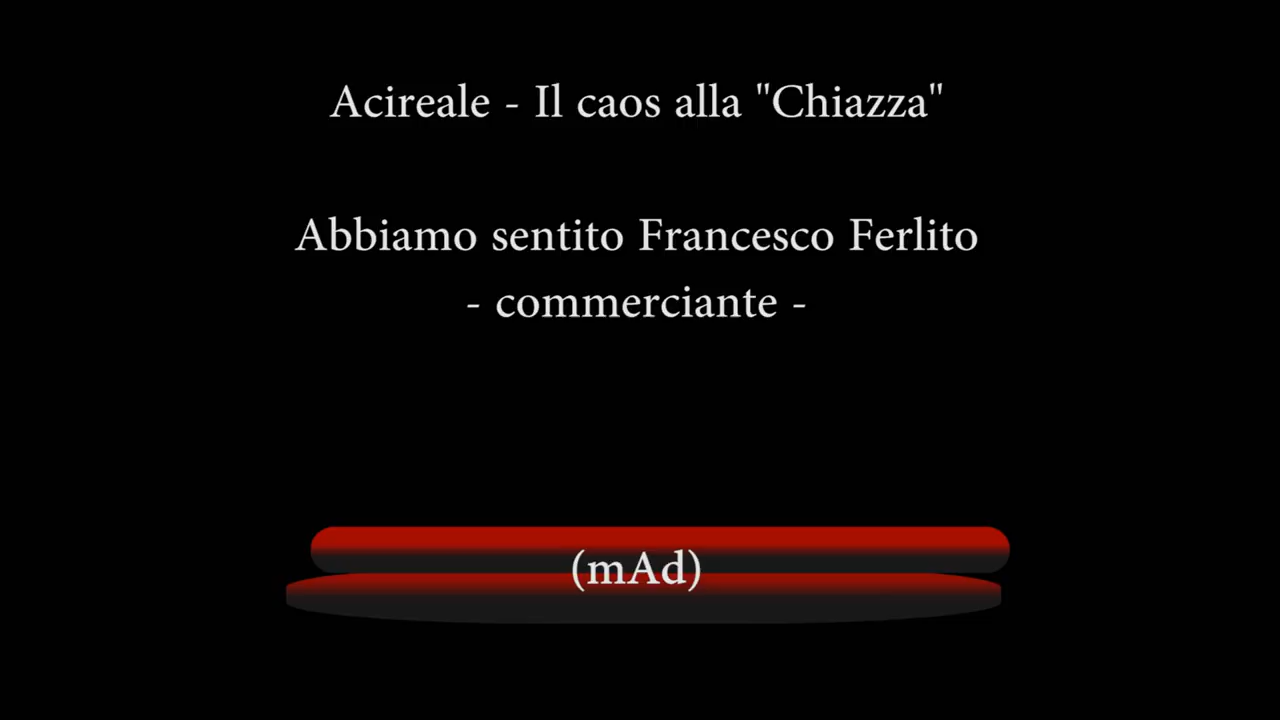 Acireale - Il caos alla "Chiazza"
Abbiamo sentito Francesco Ferlito
- commerciante -
(mAd)